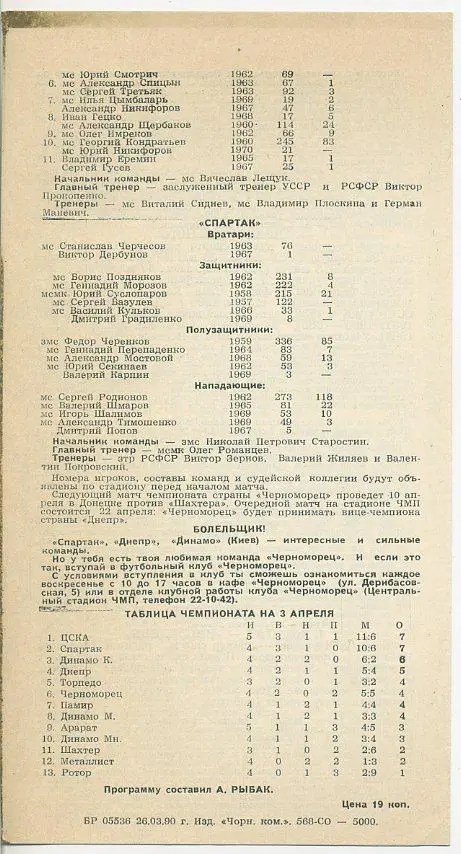 мс Юрий Смотрич 1962 69 —
6. мс Александр Спицын 1963 67 1
мс Сергей Третьяк 1963 92 3
7. мс Илья Цымбаларь 1969 19 2
Александр Никифоров 1967 47 6
8. Иван Гецко 1968 17 5
мс Александр Щербаков 1960 114 24
9. мс Олег Имренов 1962 66 9
10. мс Георгий Кондратьев 1960 245 83
мс Юрий Никифоров 1970 21 —
11. Владимир Еремин 1965 17 1
Сергей Гусев 1967 25 1
Начальник команды — мс Вячеслав Лещук.
Главный тренер — заслуженный тренер УССР и РСФСР Виктор
Прокопенко.
Тренеры — мс Виталий Сиднев, мс Владимир Плоскина и Герман
Маневич.
«СПАРТАК»
Вратари:
мс Станислав Черчесов 1963 76 —
Виктор Дербунов 1967 1 —
Защитники:
мс Борис Поздняков 1962 231 8
мс Геннадий Морозов 1962 222 4
мсмк Юрий Суслопаров 1958 215 21
мс Сергей Базулев 1957 122 —
мс Василий Кульков 1966 33 1
Дмитрий Градиленко 1969 8 —
Полузащитники:
змс Федор Черенков 1959 336 85
мс Геннадий Перепаденко 1964 83 7
мс Александр Мостовой 1968 59 13
мс Юрий Секинаев 1962 53 3
Валерий Карпин 1969 3 —
Нападающие:
мс Сергей Родионов 1962 273 118
мс Валерий Шмаров 1965 81 22
мс Игорь Шалимов 1969 53 10
мс Александр Тимошенко 1969 49 3
Дмитрий Попов 1967 5 —
Начальник команды — змс Николай Петрович Старостин.
Главный тренер — мсмк Олег Романцев.
Тренеры — зтр РСФСР Виктор Зернов, Валерий Жиляев и Вален-
тин Покровский.
Номера игроков, составы команд и судейской коллегии будут объ-
явлены по стадиону перед началом матча.
Следующий матч чемпионата страны «Черноморец» проведет 10 ап-
реля в Донецке против «Шахтера». Очередной матч на стадионе ЧМП
состоится 22 апреля: «Черноморец» будет принимать вице-чемпиона
страны «Днепр».
БОЛЕЛЬЩИК!
«Спартак», «Днепр», «Динамо» (Киев) — интересные и сильные
команды.
Но у тебя есть твоя любимая команда «Черноморец». И если это
так, вступай в футбольный клуб «Черноморец».
С условиями вступления в клуб ты сможешь ознакомиться каждое
воскресенье с 10 до 17 часов в кафе «Черноморец» (ул. Дерибасов-
ская, 5) или в отделе клубной работы клуба «Черноморец» (Централь-
ный стадион ЧМП, телефон 22-10-42).
ТАБЛИЦА ЧЕМПИОНАТА НА 3 АПРЕЛЯ
И В Н П М О
1. ЦСКА 5 3 1 1 11:6 7
2. Спартак 4 3 1 0 10:6 7
3. Динамо К. 4 2 2 0 6:2 6
4. Днепр 4 2 1 1 5:4 5
5. Торпедо 3 2 0 1 3:2 4
6. Черноморец 4 2 0 2 5:5 4
7. Памир 4 1 2 1 4:4 4
8. Динамо М. 4 1 2 1 3:3 4
9. Арарат 5 1 1 3 4:5 3
10. Динамо Мн. 4 1 1 2 3:4 3
11. Шахтер 3 1 0 2 2:6 2
12. Металлист 4 0 2 2 1:3 2
13. Ротор 4 0 1 3 2:9 1
Программу составил А. РЫБАК.
Цена 19 коп.
БР 05536 26.03.90 г. Изд. «Чорн. ком.». 568-СО — 5000.